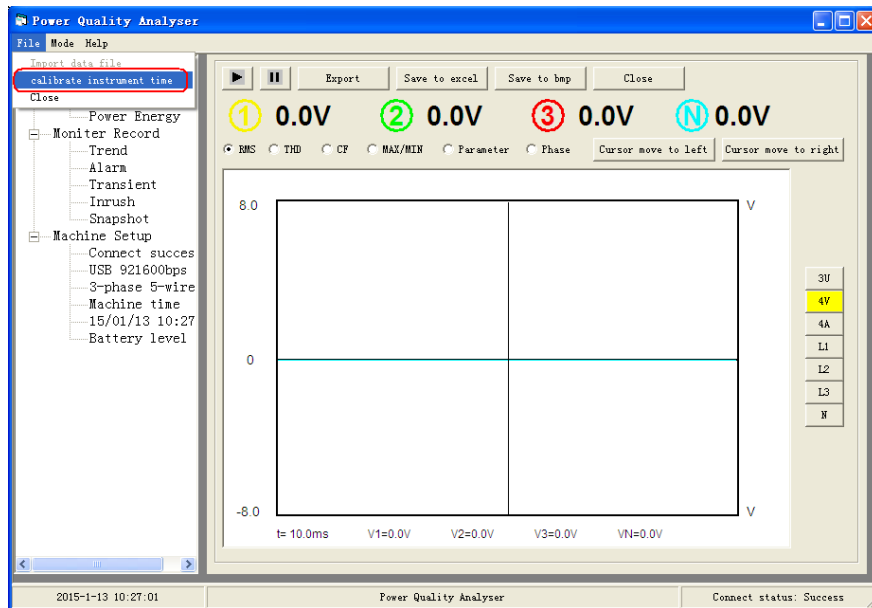 Power Quality Analyser
File Mode Help
Import data file
calibrate instrument time
Close
Power Energy
Moniter Record
Trend
Alarm
Transient
Inrush
Snapshot
Machine Setup
Connect succes
USB 921600bps
3-phase 5-wire
Machine time
15/01/13 10:27
Battery level
Export Save to excel Save to bmp Close
1 0.0V 2 0.0V 3 0.0V N 0.0V
RMS THD CF MAX/MIN Parameter Phase Cursor move to left Cursor move to right
8.0 V
0
-8.0 V
t= 10.0ms V1=0.0V V2=0.0V V3=0.0V VN=0.0V
3U
4V
4A
L1
L2
L3
N
2015-1-13 10:27:01 Power Quality Analyser Connect status: Success